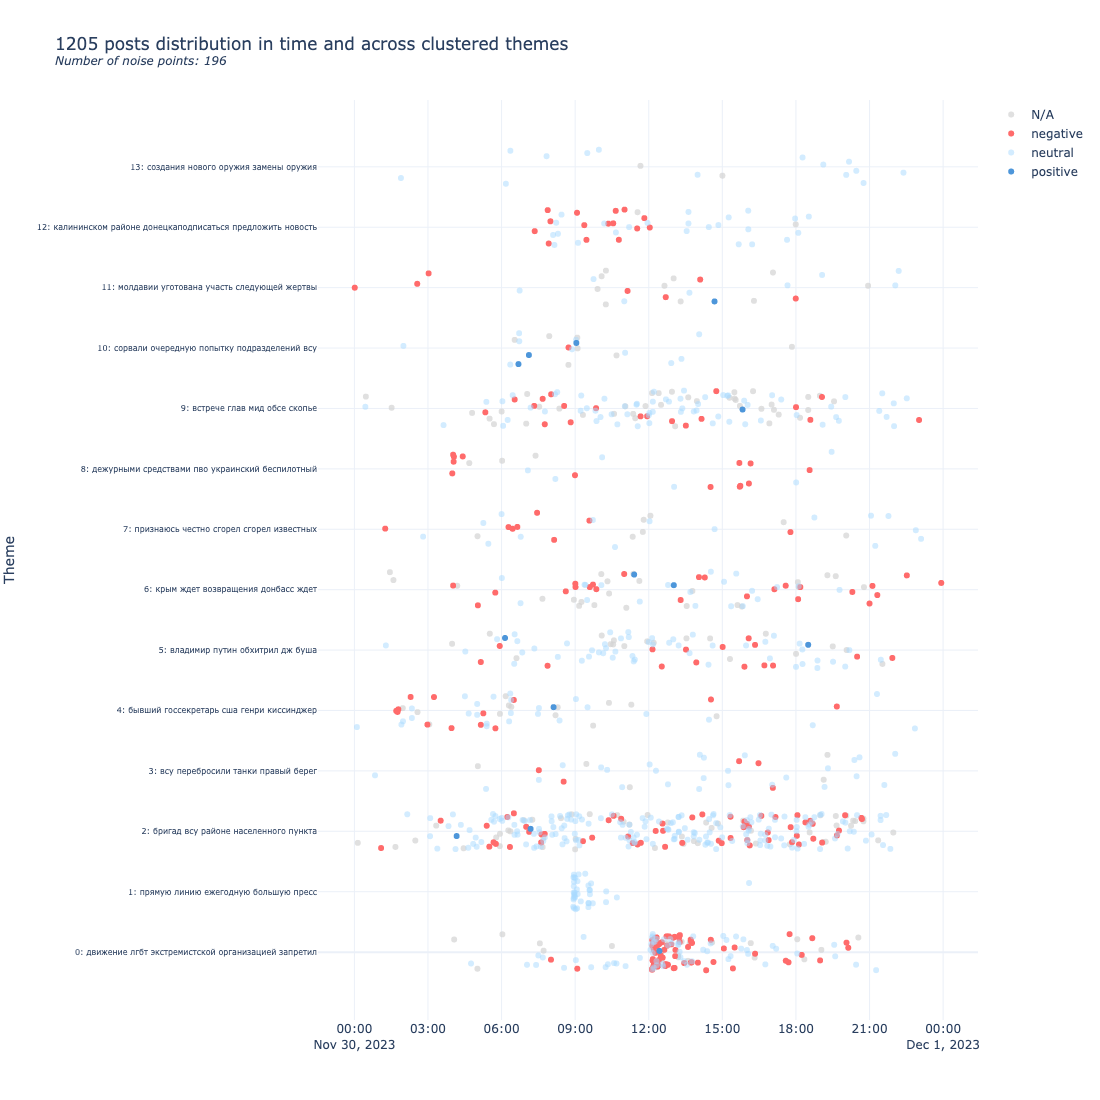 1205 posts distribution in time and across clustered themes
Number of noise points: 196
N/A
negative
neutral
positive
Theme
13: создания нового оружия замены оружия
12: калининском районе донецкаподписаться предложить новость
11: молдавии уготована участь следующей жертвы
10: сорвали очередную попытку подразделений всу
9: встрече глав мид обсе скопье
8: дежурными средствами пво украинский беспилотный
7: признаюсь честно сгорел сгорел известных
6: крым ждет возвращения донбасс ждет
5: владимир путин обхитрил дж буша
4: бывший госсекретарь сша генри киссинджер
3: всу перебросили танки правый берег
2: бригад всу районе населенного пункта
1: прямую линию ежегодную большую пресс
0: движение лгбт экстремистской организацией запретил
00:00 03:00 06:00 09:00 12:00 15:00 18:00 21:00 00:00
Nov 30, 2023 Dec 1, 2023